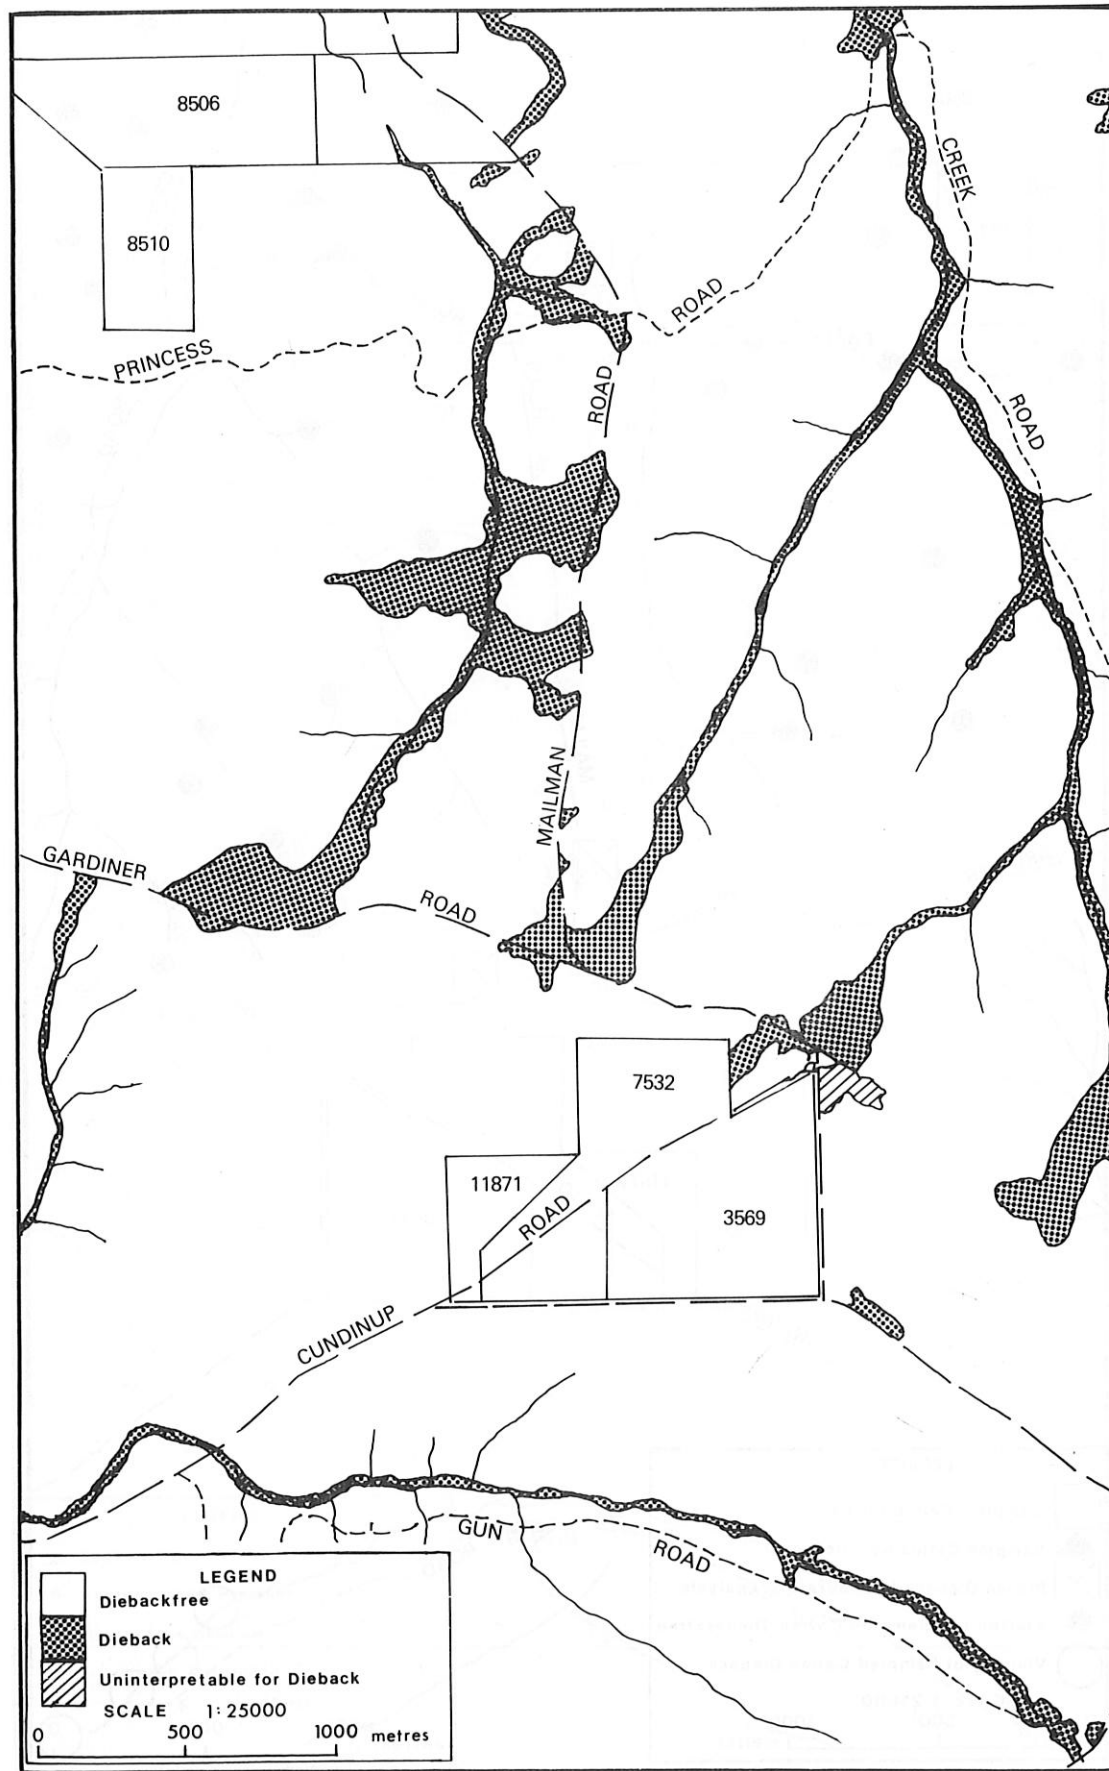 8506
CREEK
8510
ROAD
PRINCESS
ROAD
ROAD
MAILMAN
GARDINER
ROAD
7532
11871
ROAD
3569
CUNDINUP
GUN
ROAD
LEGEND
Diebackfree
Dieback
Uninterpretable for Dieback
SCALE 1:25000
0 500 1000 metres